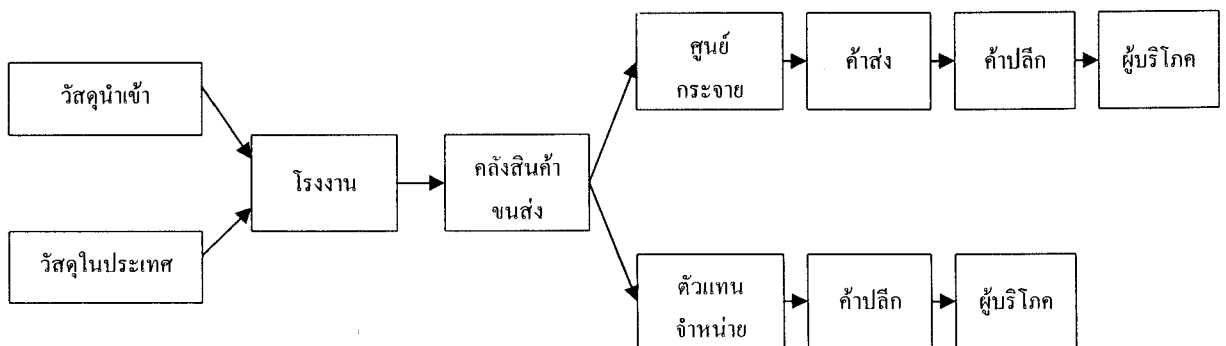 วัสดุนำเข้า
วัสดุในประเทศ
โรงงาน
คลังสินค้า
ขนส่ง
ศูนย์
กระจาย
ค้าส่ง
ค้าปลีก
ผู้บริโภค
ตัวแทน
จำหน่าย
ค้าปลีก
ผู้บริโภค